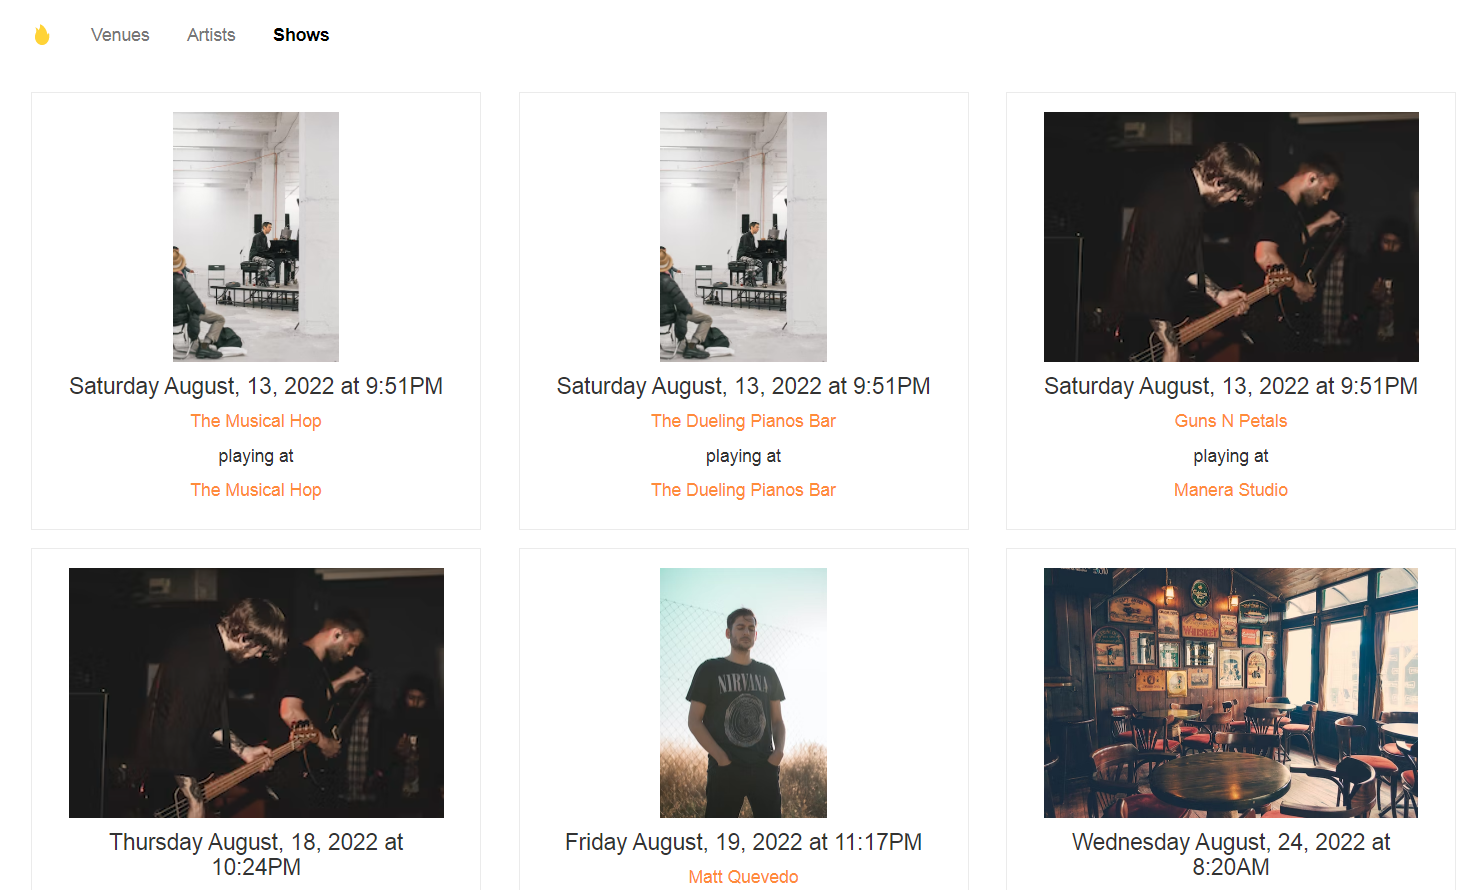 Venues Artists Shows
Saturday August, 13, 2022 at 9:51PM
The Musical Hop
playing at
The Musical Hop
Saturday August, 13, 2022 at 9:51PM
The Dueling Pianos Bar
playing at
The Dueling Pianos Bar
Saturday August, 13, 2022 at 9:51PM
Guns N Petals
playing at
Manera Studio
Thursday August, 18, 2022 at
10:24PM
NIRVANA
Friday August, 19, 2022 at 11:17PM
Matt Quevedo
WHISKEY
Wednesday August, 24, 2022 at
8:20AM